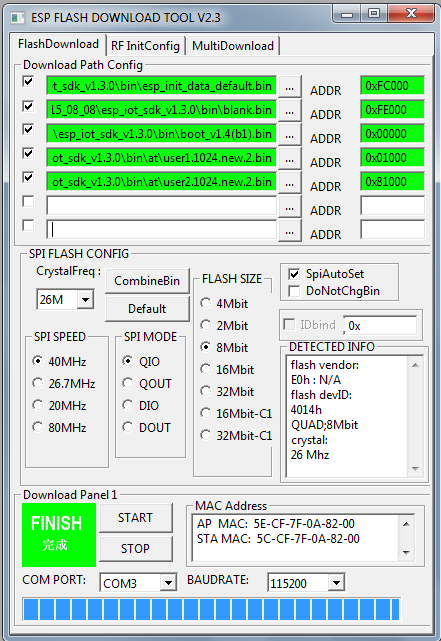 ESP FLASH DOWNLOAD TOOL V2.3
FlashDownload RF InitConfig MultiDownload
Download Path Config
t_sdk_v1.3.0\bin\esp_init_data_default.bin ... ADDR 0xFC000
15_08_08\esp_iot_sdk_v1.3.0\bin\blank.bin ... ADDR 0xFE000
\esp_iot_sdk_v1.3.0\bin\boot_v1.4(b1).bin ... ADDR 0x00000
ot_sdk_v1.3.0\bin\at\user1.1024.new.2.bin ... ADDR 0x01000
ot_sdk_v1.3.0\bin\at\user2.1024.new.2.bin ... ADDR 0x81000
... ADDR
... ADDR
SPI FLASH CONFIG
CrystalFreq :
26M
CombineBin
Default
SPI SPEED
40MHz
26.7MHz
20MHz
80MHz
SPI MODE
QIO
QOUT
DIO
DOUT
FLASH SIZE
4Mbit
2Mbit
8Mbit
16Mbit
32Mbit
16Mbit-C1
32Mbit-C1
SpiAutoSet
DoNotChgBin
IDbind 0x
DETECTED INFO
flash vendor:
E0h : N/A
flash devID:
4014h
QUAD;8Mbit
crystal:
26 Mhz
Download Panel 1
FINISH
完成
START
STOP
MAC Address
AP MAC: 5E-CF-7F-0A-82-00
STA MAC: 5C-CF-7F-0A-82-00
COM PORT: COM3 BAUDRATE: 115200